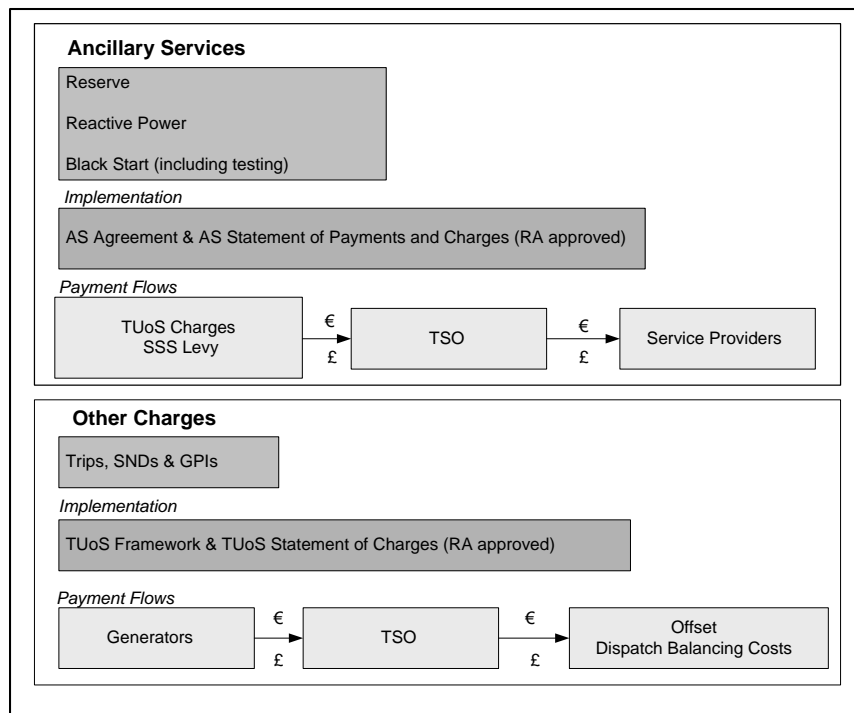 Ancillary Services
Reserve
Reactive Power
Black Start (including testing)
Implementation
AS Agreement & AS Statement of Payments and Charges (RA approved)
Payment Flows
TUoS Charges
SSS Levy
€
£
TSO
€
£
Service Providers
Other Charges
Trips, SNDs & GPIs
Implementation
TUoS Framework & TUoS Statement of Charges (RA approved)
Payment Flows
Generators
€
£
TSO
€
£
Offset
Dispatch Balancing Costs